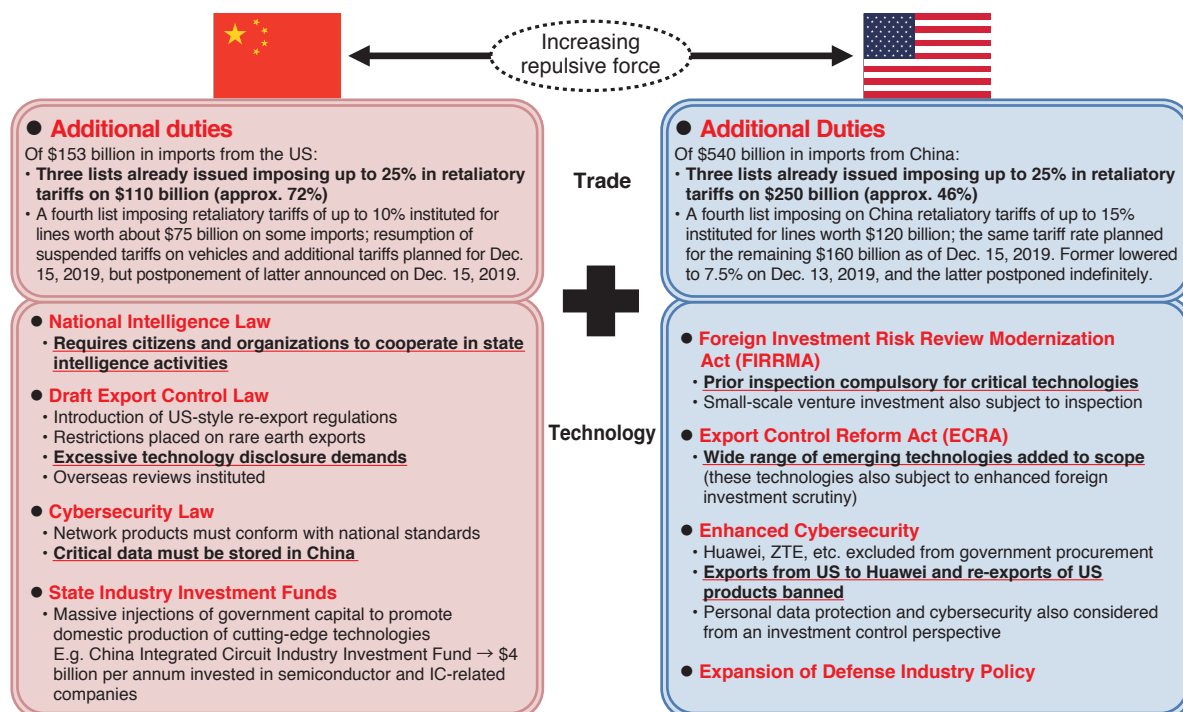 Increasing
repulsive force
● Additional duties
Of $153 billion in imports from the US:
・Three lists already issued imposing up to 25% in retaliatory
tariffs on $110 billion (approx. 72%)
・A fourth list imposing retaliatory tariffs of up to 10% instituted for
lines worth about $75 billion on some imports; resumption of
suspended tariffs on vehicles and additional tariffs planned for Dec.
15, 2019, but postponement of latter announced on Dec. 15, 2019.
Trade
● Additional Duties
Of $540 billion in imports from China:
・Three lists already issued imposing up to 25% in retaliatory
tariffs on $250 billion (approx. 46%)
・A fourth list imposing on China retaliatory tariffs of up to 15%
instituted for lines worth $120 billion; the same tariff rate planned
for the remaining $160 billion as of Dec. 15, 2019. Former lowered
to 7.5% on Dec. 13, 2019, and the latter postponed indefinitely.
● National Intelligence Law
・Requires citizens and organizations to cooperate in state
intelligence activities
● Draft Export Control Law
・Introduction of US-style re-export regulations
・Restrictions placed on rare earth exports
・Excessive technology disclosure demands
・Overseas reviews instituted
● Cybersecurity Law
・Network products must conform with national standards
・Critical data must be stored in China
● State Industry Investment Funds
・Massive injections of government capital to promote
domestic production of cutting-edge technologies
E.g. China Integrated Circuit Industry Investment Fund → $4
billion per annum invested in semiconductor and IC-related
companies
Technology
● Foreign Investment Risk Review Modernization
Act (FIRRMA)
・Prior inspection compulsory for critical technologies
・Small-scale venture investment also subject to inspection
● Export Control Reform Act (ECRA)
・Wide range of emerging technologies added to scope
(these technologies also subject to enhanced foreign
investment scrutiny)
● Enhanced Cybersecurity
・Huawei, ZTE, etc. excluded from government procurement
・Exports from US to Huawei and re-exports of US
products banned
・Personal data protection and cybersecurity also considered
from an investment control perspective
● Expansion of Defense Industry Policy